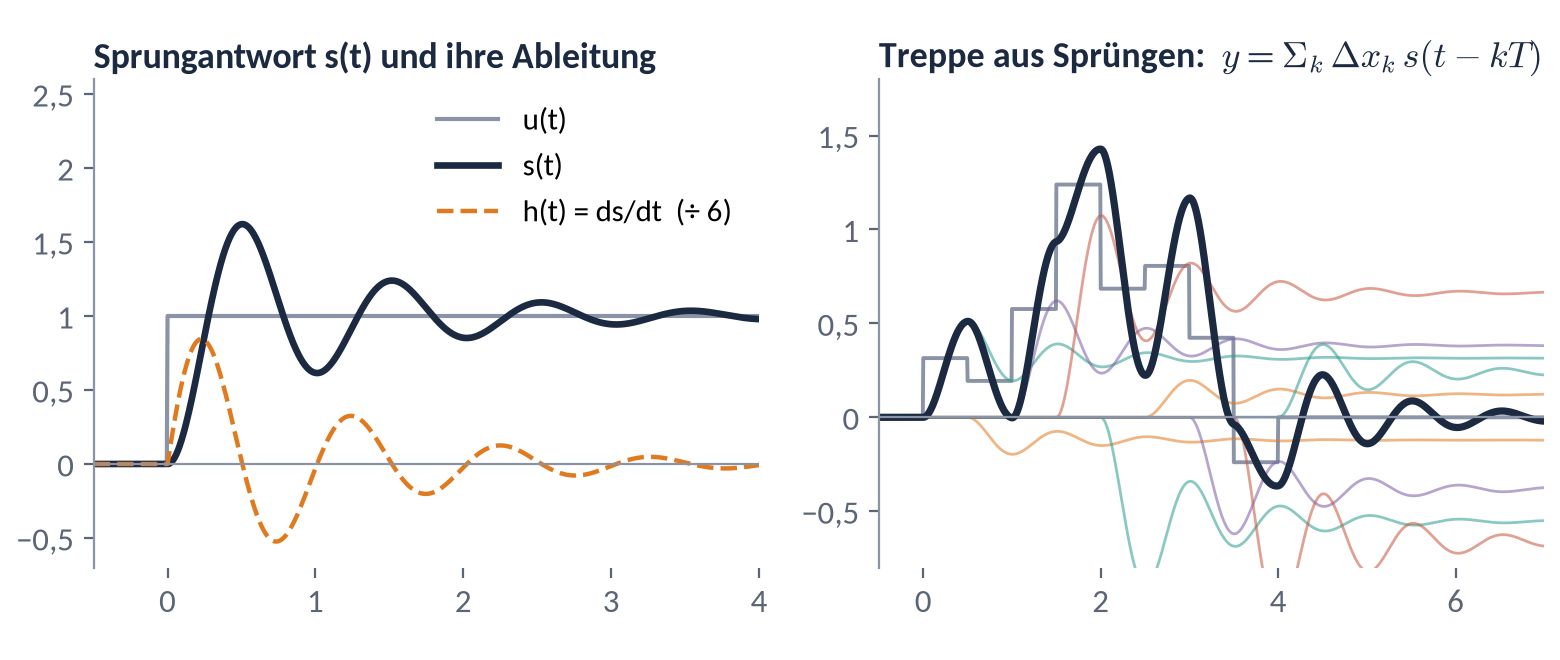 Sprungantwort s(t) und ihre Ableitung
2,5
2
1,5
1
0,5
0
−0,5
u(t)
s(t)
h(t) = ds/dt (÷ 6)
0 1 2 3 4
Treppe aus Sprüngen: y = Σ_k Δx_k s(t − kT)
1,5
1
0,5
0
−0,5
0 2 4 6